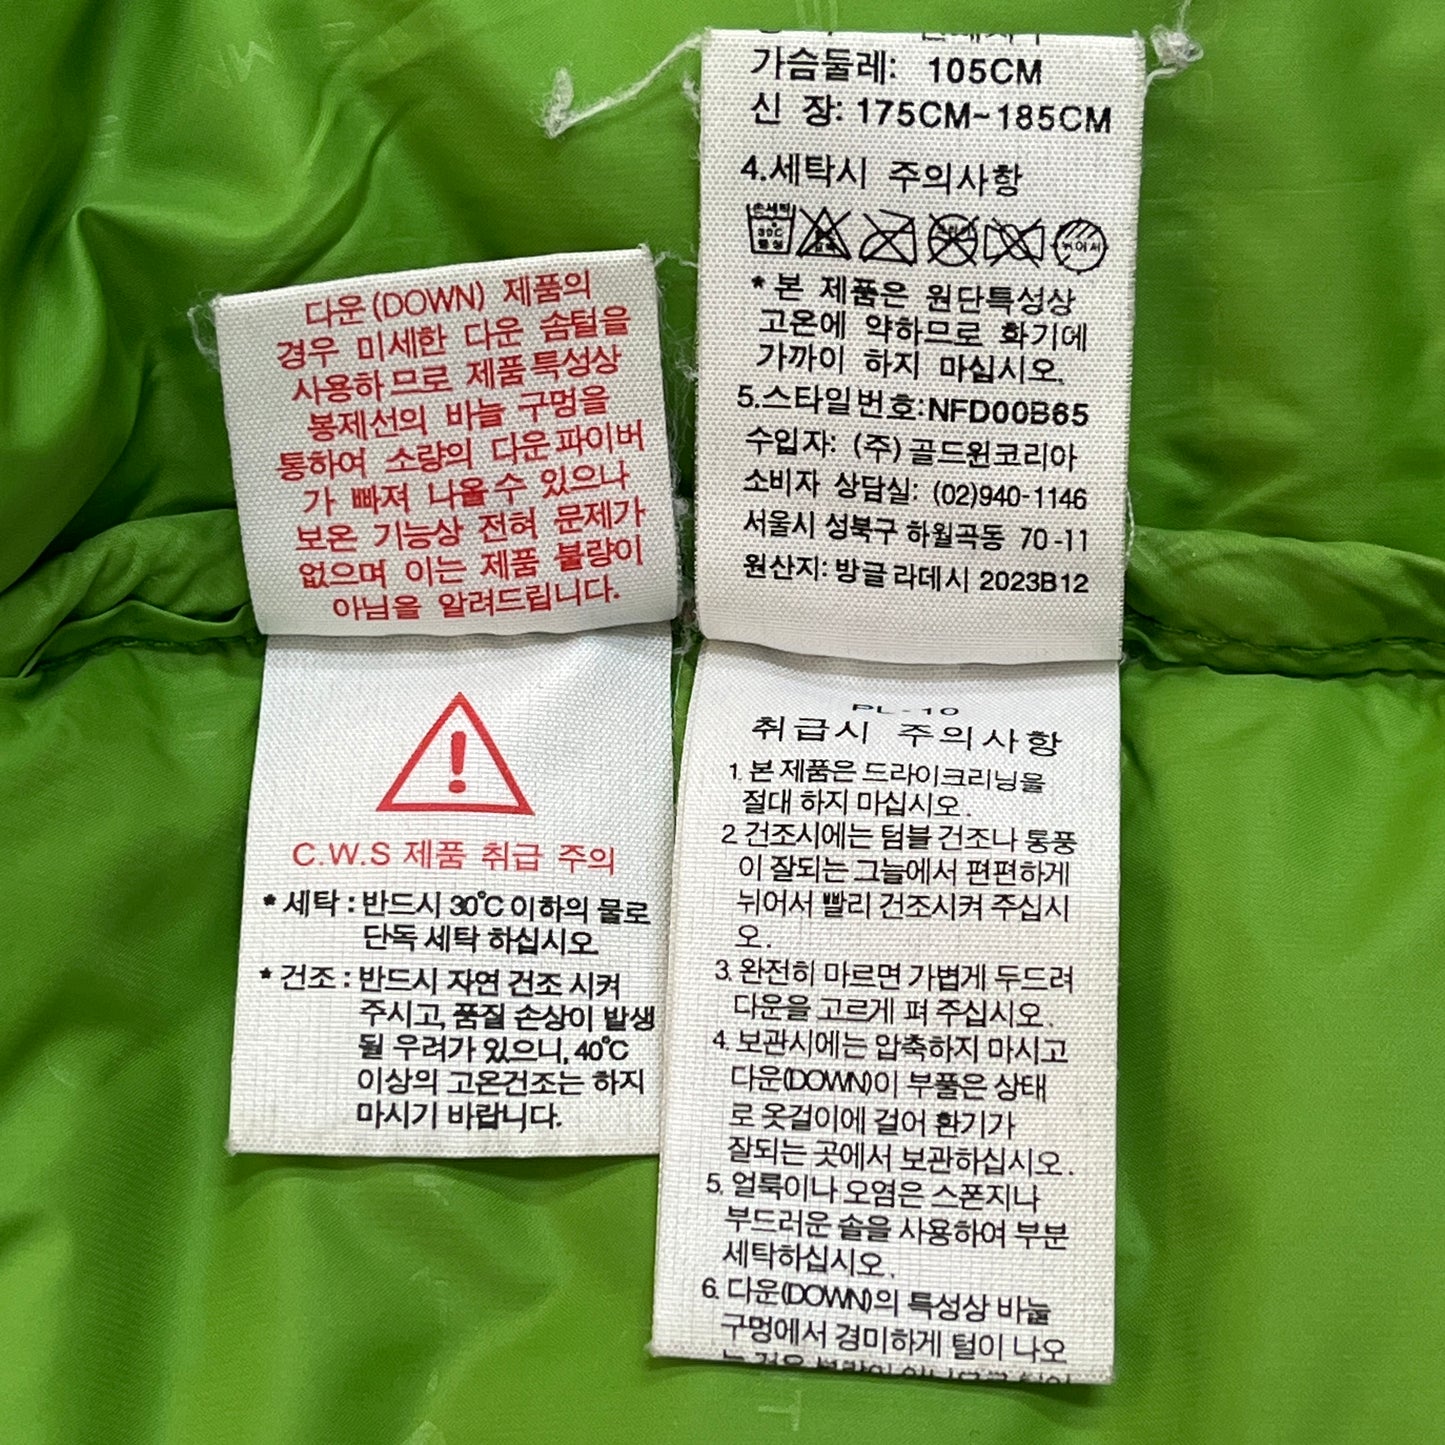 다운(DOWN) 제품의
경우 미세한 다운 솜털을
사용하므로 제품특성상
봉제선의 바늘 구멍을
통하여 소량의 다운파이버
가 빠져 나올수 있으나
보온 기능상 전혀 문제가
없으며 이는 제품 불량이
아님을 알려드립니다.
C.W.S 제품 취급 주의
* 세탁 : 반드시 30°C 이하의 물로
단독 세탁 하십시오.
* 건조 : 반드시 자연 건조 시켜
주시고, 품질 손상이 발생
될 우려가 있으니, 40°C
이상의 고온건조는 하지
마시기 바랍니다.
가슴둘레: 105CM
신 장: 175CM~185CM
4.세탁시 주의사항
손세탁
30C
중성
뉘어서
* 본 제품은 원단특성상
고온에 약하므로 화기에
가까이 하지 마십시오.
5.스타일번호:NFD00B65
수입자: (주) 골드윈코리아
소비자 상담실: (02)940-1146
서울시 성북구 하월곡동 70-11
원산지: 방글라데시 2023B12
PL-10
취급시 주의사항
1. 본 제품은 드라이크리닝을
절대 하지 마십시오.
2 건조시에는 텀블 건조나 통풍
이 잘되는 그늘에서 편편하게
뉘어서 빨리 건조시켜 주십시
오.
3. 완전히 마르면 가볍게 두드려
다운을 고르게 펴 주십시오.
4. 보관시에는 압축하지 마시고
다운(DOWN)이 부풀은 상태
로 옷걸이에 걸어 환기가
잘되는 곳에서 보관하십시오.
5. 얼룩이나 오염은 스폰지나
부드러운 솔을 사용하여 부분
세탁하십시오.
6. 다운(DOWN)의 특성상 바늘
구멍에서 경미하게 털이 나오